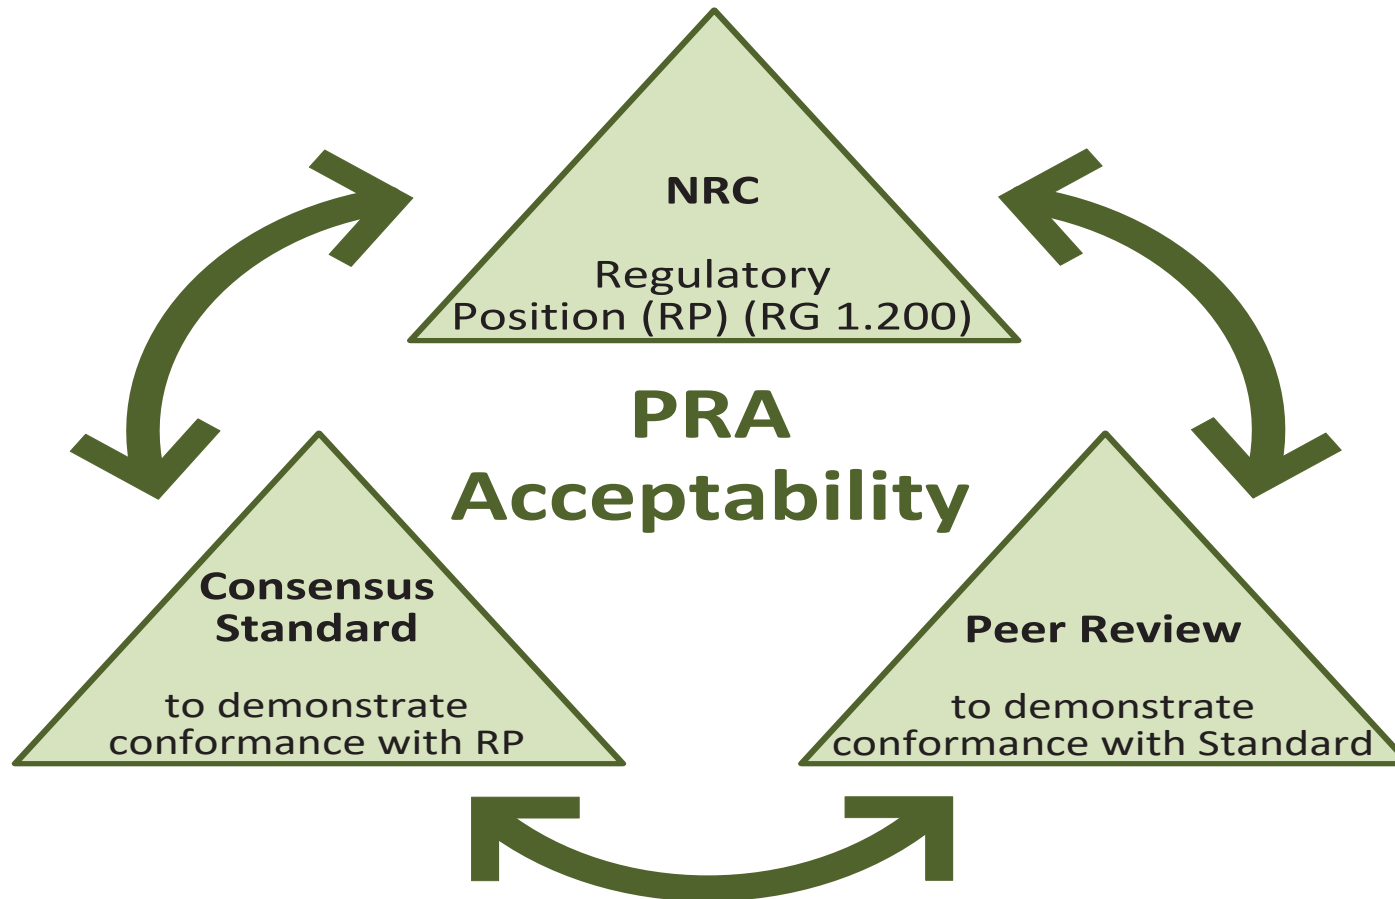 NRC
Regulatory
Position (RP) (RG 1.200)
PRA
Acceptability
Consensus
Standard
to demonstrate
conformance with RP
Peer Review
to demonstrate
conformance with Standard